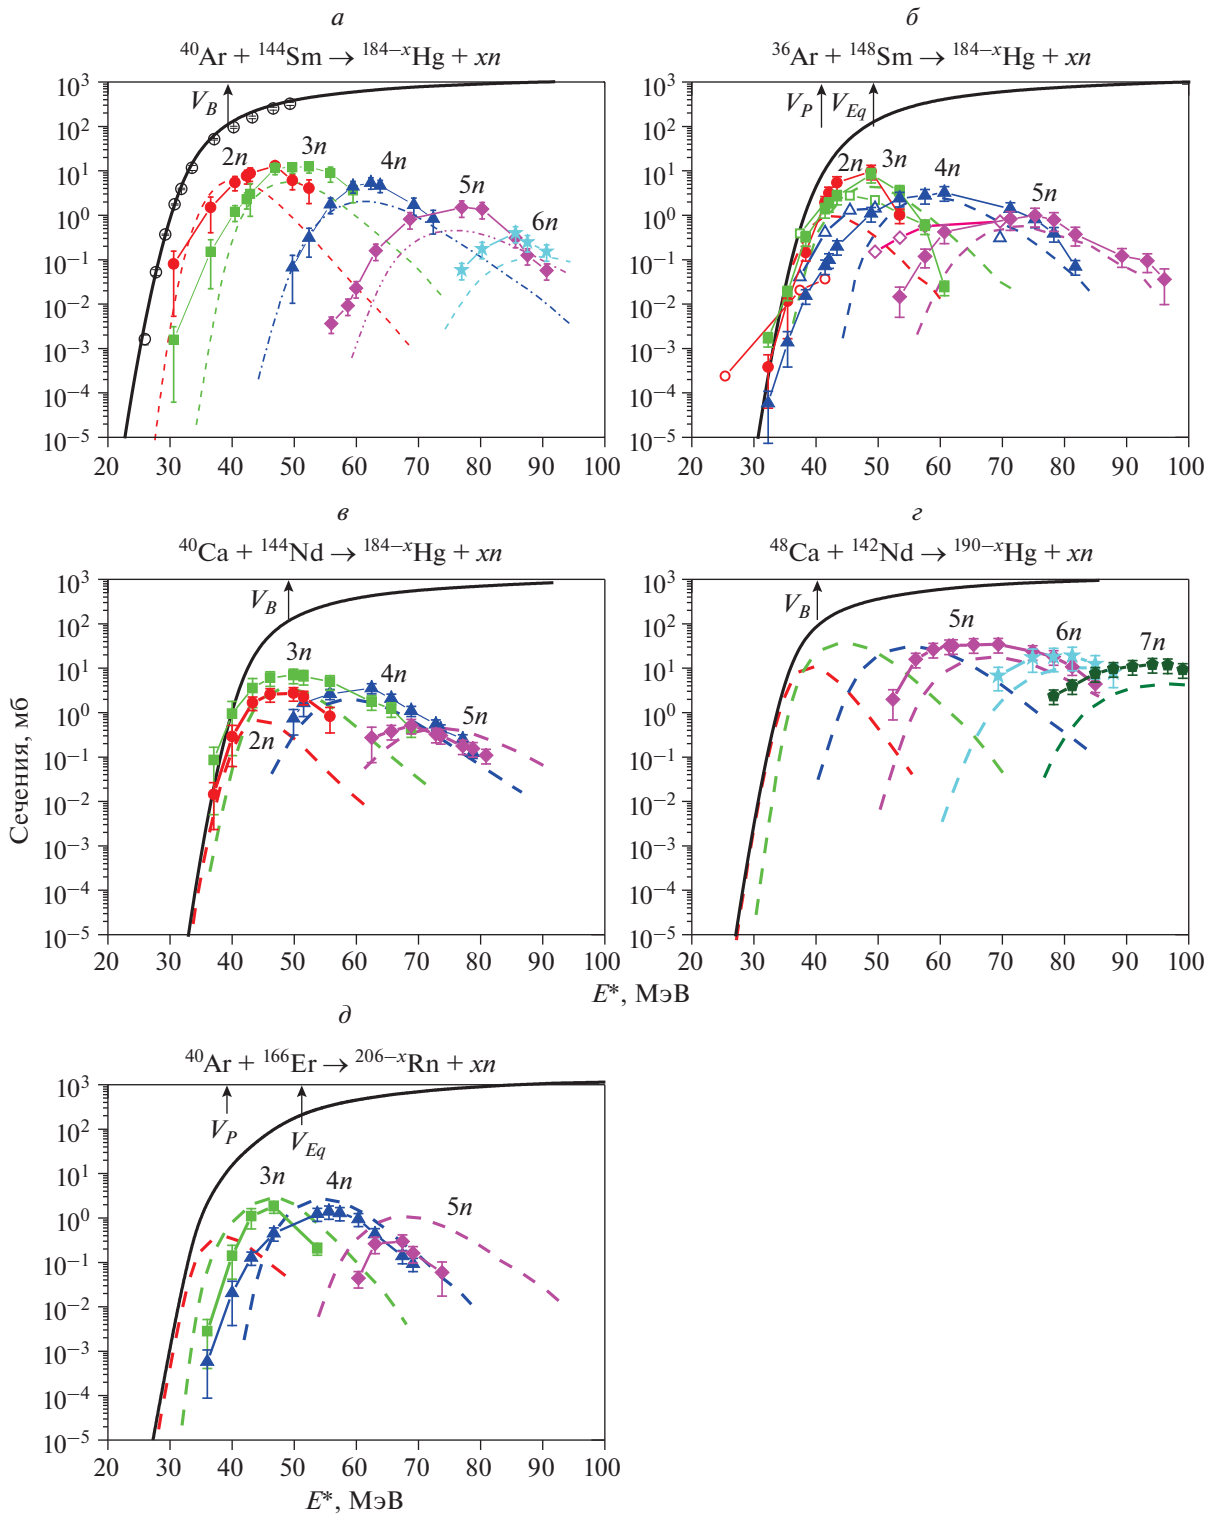 а
⁴⁰Ar + ¹⁴⁴Sm → ¹⁸⁴⁻ˣHg + xn
10³
10²
10¹
10⁰
10⁻¹
10⁻²
10⁻³
10⁻⁴
10⁻⁵
V_B
2n
3n
4n
5n
6n
20 30 40 50 60 70 80 90 100
б
³⁶Ar + ¹⁴⁸Sm → ¹⁸⁴⁻ˣHg + xn
10³
10²
10¹
10⁰
10⁻¹
10⁻²
10⁻³
10⁻⁴
10⁻⁵
V_P V_Eq
2n
3n
4n
5n
20 30 40 50 60 70 80 90 100
в
⁴⁰Ca + ¹⁴⁴Nd → ¹⁸⁴⁻ˣHg + xn
10³
10²
10¹
10⁰
10⁻¹
10⁻²
10⁻³
10⁻⁴
10⁻⁵
V_B
3n
4n
2n
5n
20 30 40 50 60 70 80 90 100
Сечения, мб
г
⁴⁸Ca + ¹⁴²Nd → ¹⁹⁰⁻ˣHg + xn
10³
10²
10¹
10⁰
10⁻¹
10⁻²
10⁻³
10⁻⁴
10⁻⁵
V_B
5n
6n
7n
20 30 40 50 60 70 80 90 100
E*, МэВ
д
⁴⁰Ar + ¹⁶⁶Er → ²⁰⁶⁻ˣRn + xn
10³
10²
10¹
10⁰
10⁻¹
10⁻²
10⁻³
10⁻⁴
10⁻⁵
V_P
V_Eq
3n
4n
5n
20 30 40 50 60 70 80 90 100
E*, МэВ